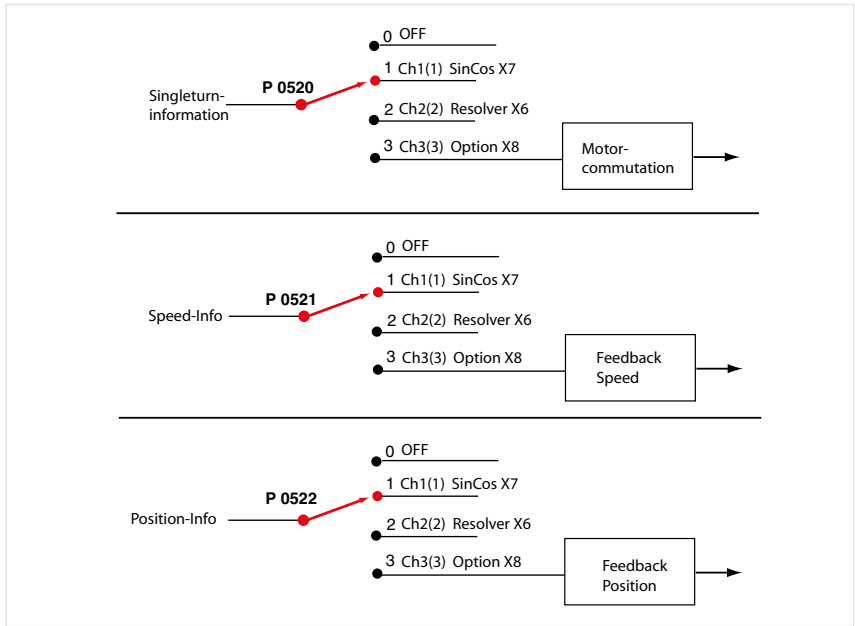 0 OFF
1 Ch1(1) SinCos X7
P 0520
Singleturn-
information
2 Ch2(2) Resolver X6
3 Ch3(3) Option X8
Motor-
commutation
0 OFF
1 Ch1(1) SinCos X7
P 0521
Speed-Info
2 Ch2(2) Resolver X6
3 Ch3(3) Option X8
Feedback
Speed
0 OFF
1 Ch1(1) SinCos X7
P 0522
Position-Info
2 Ch2(2) Resolver X6
3 Ch3(3) Option X8
Feedback
Position